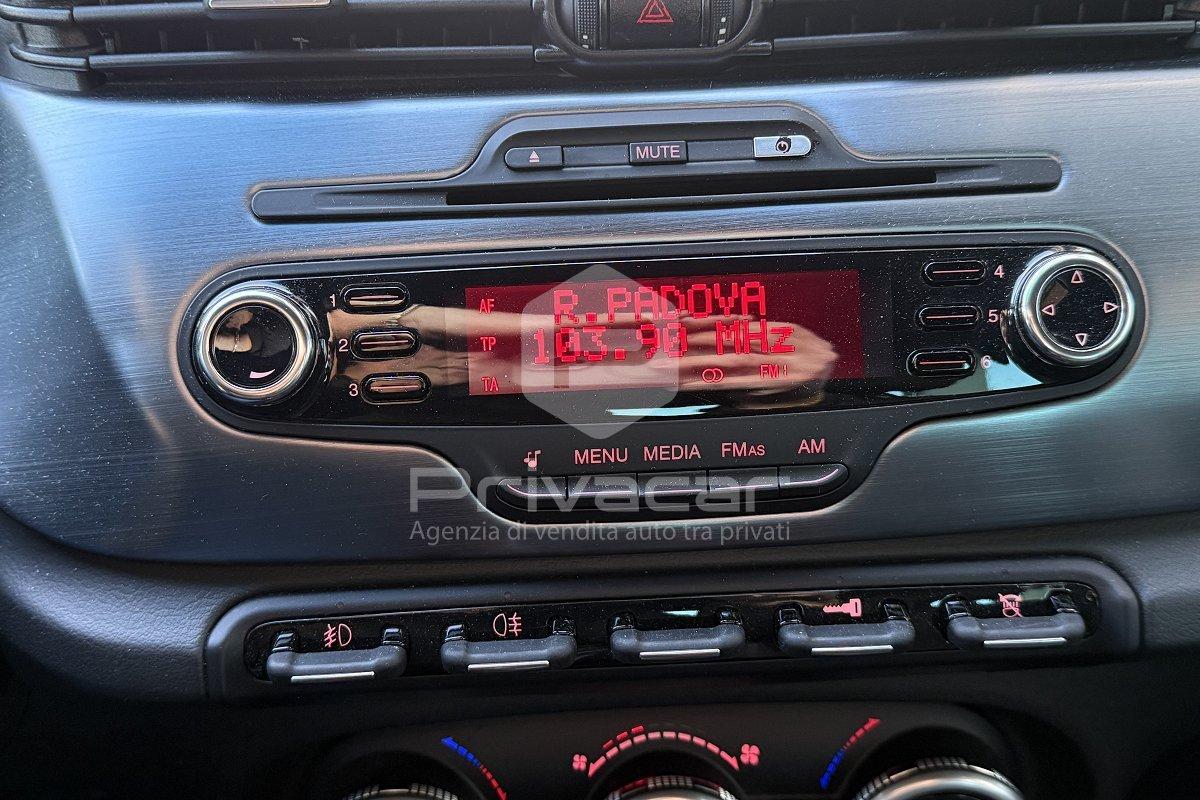 MUTE
1
2
3
AF
TP
TA
R.PADOVA
103.90 MHz
FM
4
5
6
MENU MEDIA FMAS AM
Privacar
Agenzia di vendita auto tra privati